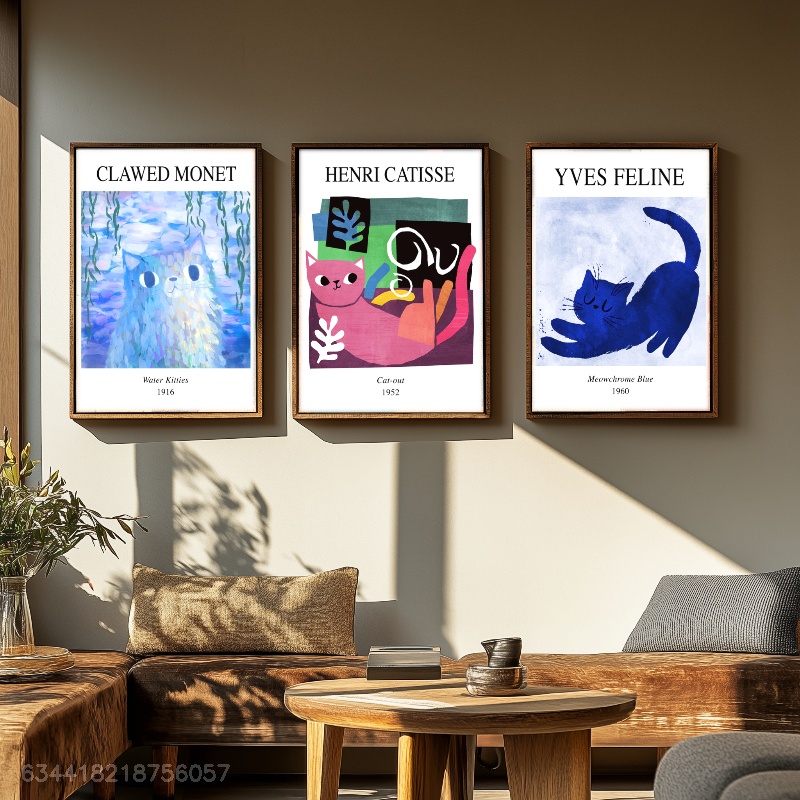 CLAWED MONET
Water Kitties
1916
HENRI CATISSE
Cat-out
1952
YVES FELINE
Meowchrome Blue
1960
634418218756057